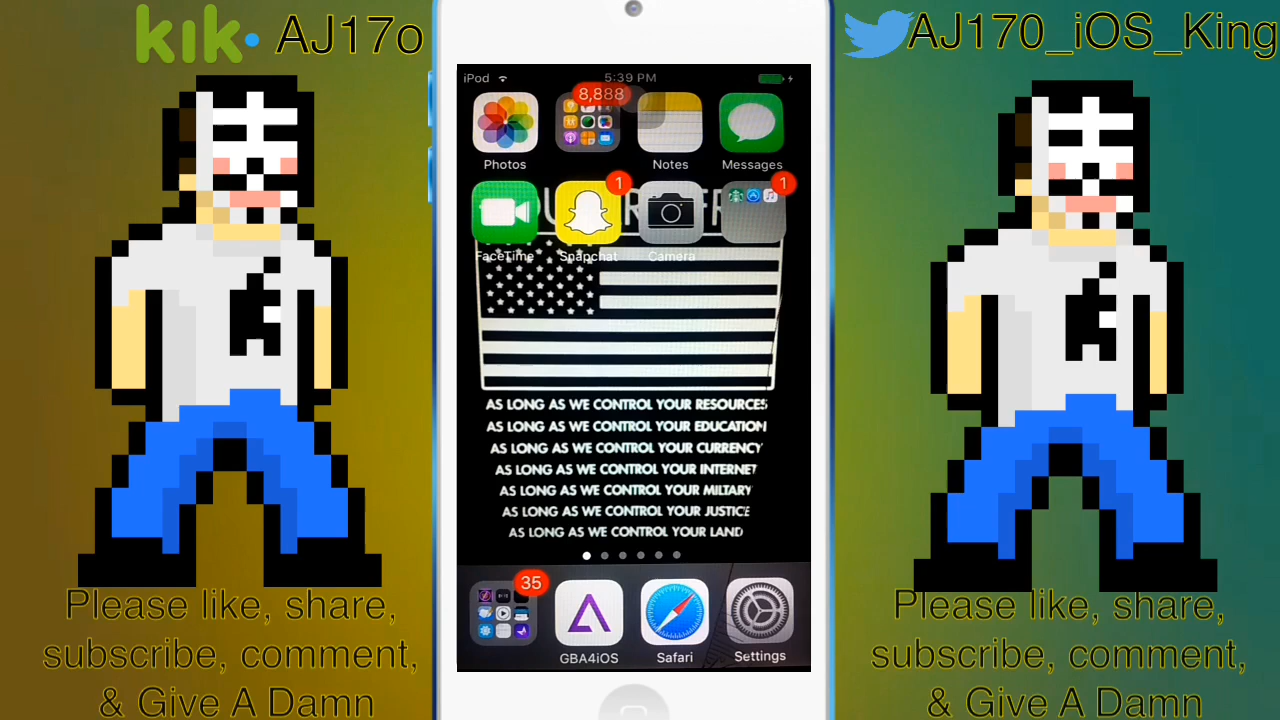 kik• AJ17o
AJ170_iOS_King
iPod
5:39 PM
8,888
Photos
Notes
Messages
1
1
FaceTime
Snapchat
Camera
AS LONG AS WE CONTROL YOUR RESOURCES
AS LONG AS WE CONTROL YOUR EDUCATION
AS LONG AS WE CONTROL YOUR CURRENCY
AS LONG AS WE CONTROL YOUR INTERNET
AS LONG AS WE CONTROL YOUR MILTARY
AS LONG AS WE CONTROL YOUR JUSTICE
AS LONG AS WE CONTROL YOUR LAND
35
GBA4iOS
Safari
Settings
Please like, share,
subscribe, comment,
& Give A Damn
Please like, share,
subscribe, comment,
& Give A Damn